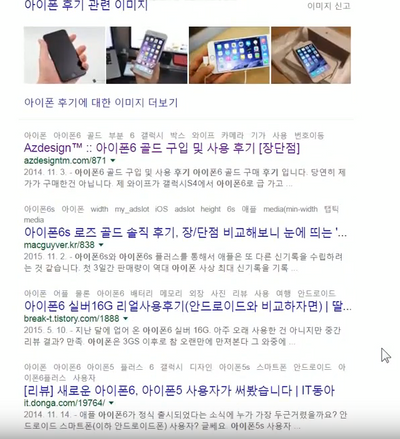 아이폰 후기 관련 이미지
이미지 신고
아이폰 후기에 대한 이미지 더보기
아이폰 아이폰6 골드 부분 6 갤럭시 박스 와이프 카메라 기가 사용 번호이동
Azdesign™ :: 아이폰6 골드 구입 및 사용 후기 [장단점]
azdesigntm.com/871 ▼
2014. 11. 3. - 아이폰6 골드 구입 및 사용 후기 아이폰6 골드 구매 후기 입니다. 당연히 제
가가 구매한건 아닙니다. 제 와이프가 갤럭시S4에서 아이폰6로 급 가고 ...
아이폰6s 아이폰 width my_adslot iOS adslot height 6s 애플 media(min-width 탭틱
media
아이폰6s 로즈 골드 솔직 후기, 장/단점 비교해보니 눈에 띄는 '...
macguyver.kr/838 ▼
2015. 11. 2. - 아이폰6s와 아이폰6s 플러스를 통해서 애플은 또 다른 신기록을 수립하려
는 것 같습니다. 첫 3일간 판매량이 역대 아이폰 사상 최대 신기록을 기록 ...
아이폰 어플 물론 아이폰6 배터리 메모리 외장 사진 리뷰 사용 여행 안드로이드
아이폰6 실버16G 리얼사용후기(안드로이드와 비교하자면) | 딸...
break-t.tistory.com/1888 ▼
2015. 5. 10. - 지난 달에 업어 온 아이폰6 실버 16G. 아주 오래 사용한 건 아니지만 중간
리뷰 결과? 만족 아이폰은 3GS 이후로 참 오랜만에 만져본다 그 와중에 ...
아이폰 아이폰6 아이폰5 플러스 6 갤럭시 디자인 아이폰5s 스마트폰 안드로이드 아
이폰6플러스 사용자
[리뷰] 새로운 아이폰6, 아이폰5 사용자가 써봤습니다 | IT동아
it.donga.com/19764/ ▼
2014. 11. 14. - 애플 아이폰6가 정식 출시되었다는 소식에 누가 가장 두근거렸을까요? 안
드로이드 스마트폰(이하 안드로이드폰) 사용자? 글쎄요 아이폰5s 사용자 ...